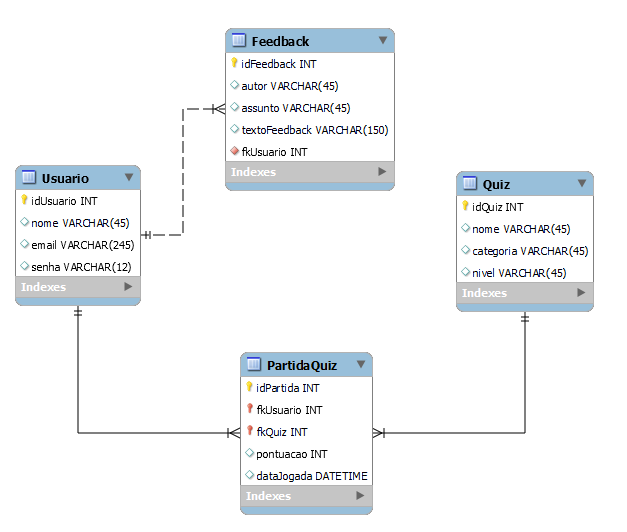 Feedback
idFeedback INT
autor VARCHAR(45)
assunto VARCHAR(45)
textoFeedback VARCHAR(150)
fkUsuario INT
Indexes
Usuario
idUsuario INT
nome VARCHAR(45)
email VARCHAR(245)
senha VARCHAR(12)
Indexes
Quiz
idQuiz INT
nome VARCHAR(45)
categoria VARCHAR(45)
nivel VARCHAR(45)
Indexes
PartidaQuiz
idPartida INT
fkUsuario INT
fkQuiz INT
pontuacao INT
dataJogada DATETIME
Indexes